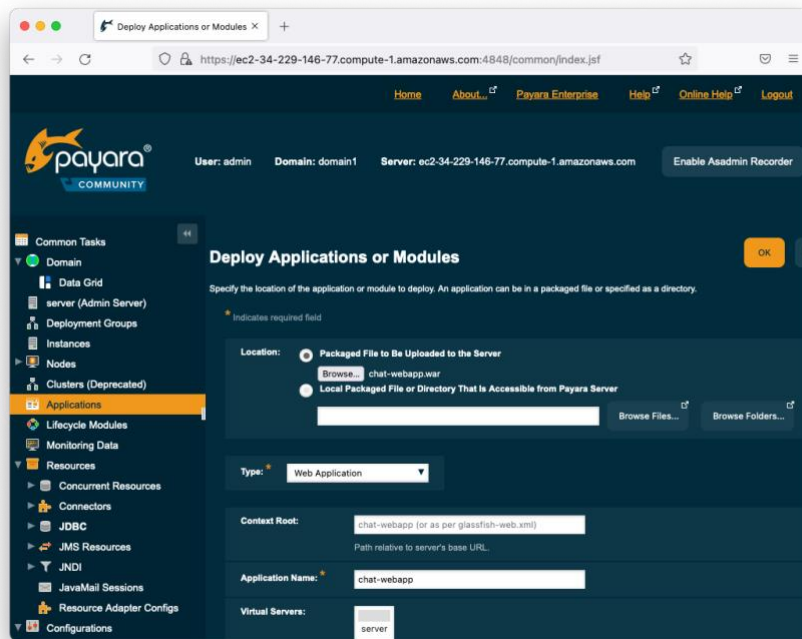 Deploy Applications or Modules
https://ec2-34-229-146-77.compute-1.amazonaws.com:4848/common/index.jsf
Home About... Payara Enterprise Help Online Help Logout
payara®
COMMUNITY
User: admin Domain: domain1 Server: ec2-34-229-146-77.compute-1.amazonaws.com Enable Asadmin Recorder
Common Tasks
Domain
Data Grid
server (Admin Server)
Deployment Groups
Instances
Nodes
Clusters (Deprecated)
Applications
Lifecycle Modules
Monitoring Data
Resources
Concurrent Resources
Connectors
JDBC
JMS Resources
JNDI
JavaMail Sessions
Resource Adapter Configs
Configurations
Deploy Applications or Modules
OK
Specify the location of the application or module to deploy. An application can be in a packaged file or specified as a directory.
* Indicates required field
Location: Packaged File to Be Uploaded to the Server
Browse... chat-webapp.war
Local Packaged File or Directory That Is Accessible from Payara Server
Browse Files... Browse Folders...
Type: * Web Application
Context Root: chat-webapp (or as per glassfish-web.xml)
Path relative to server's base URL.
Application Name: * chat-webapp
Virtual Servers:
server